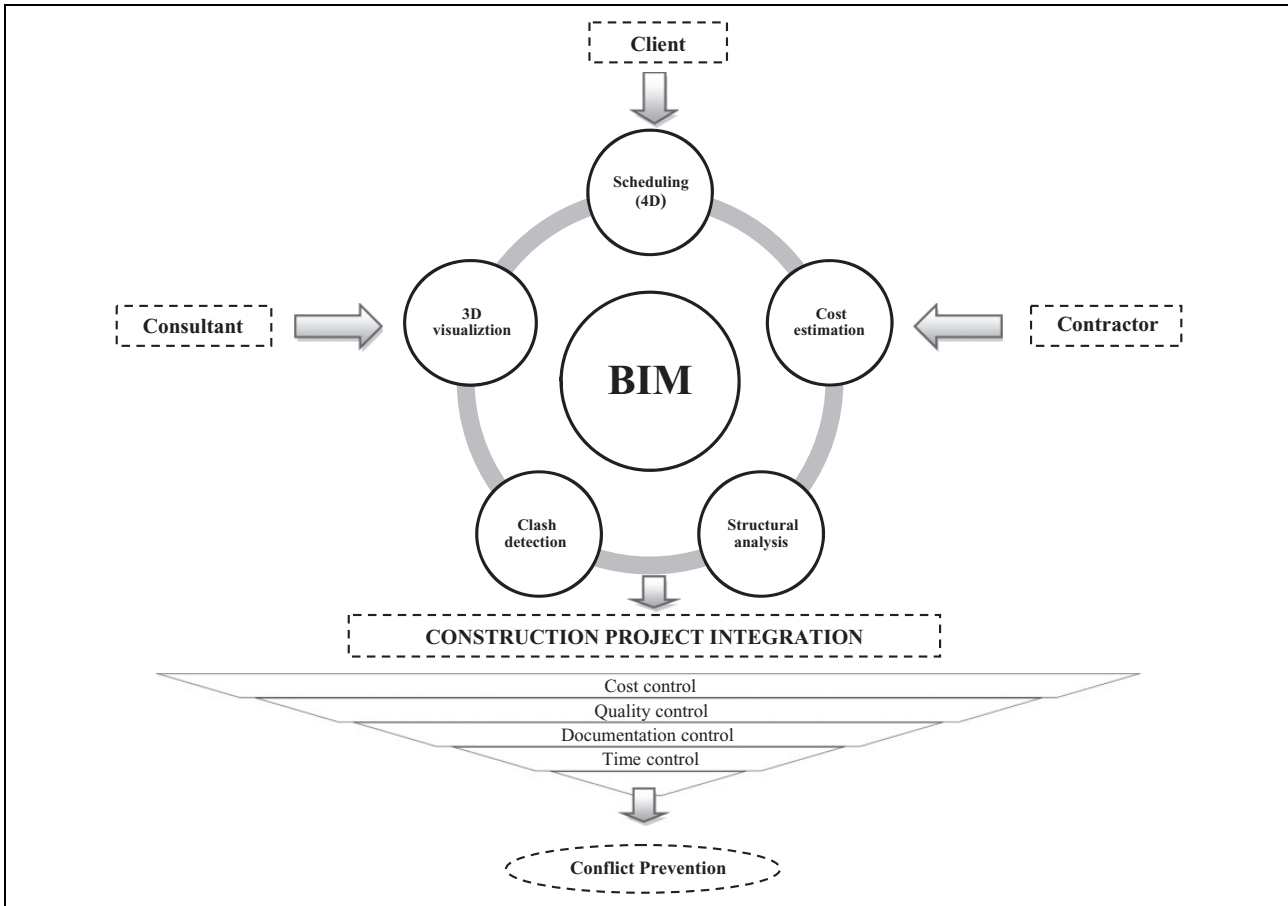 Client
Scheduling
(4D)
3D
visualiztion
Cost
estimation
Consultant
Contractor
BIM
Clash
detection
Structural
analysis
CONSTRUCTION PROJECT INTEGRATION
Cost control
Quality control
Documentation control
Time control
Conflict Prevention